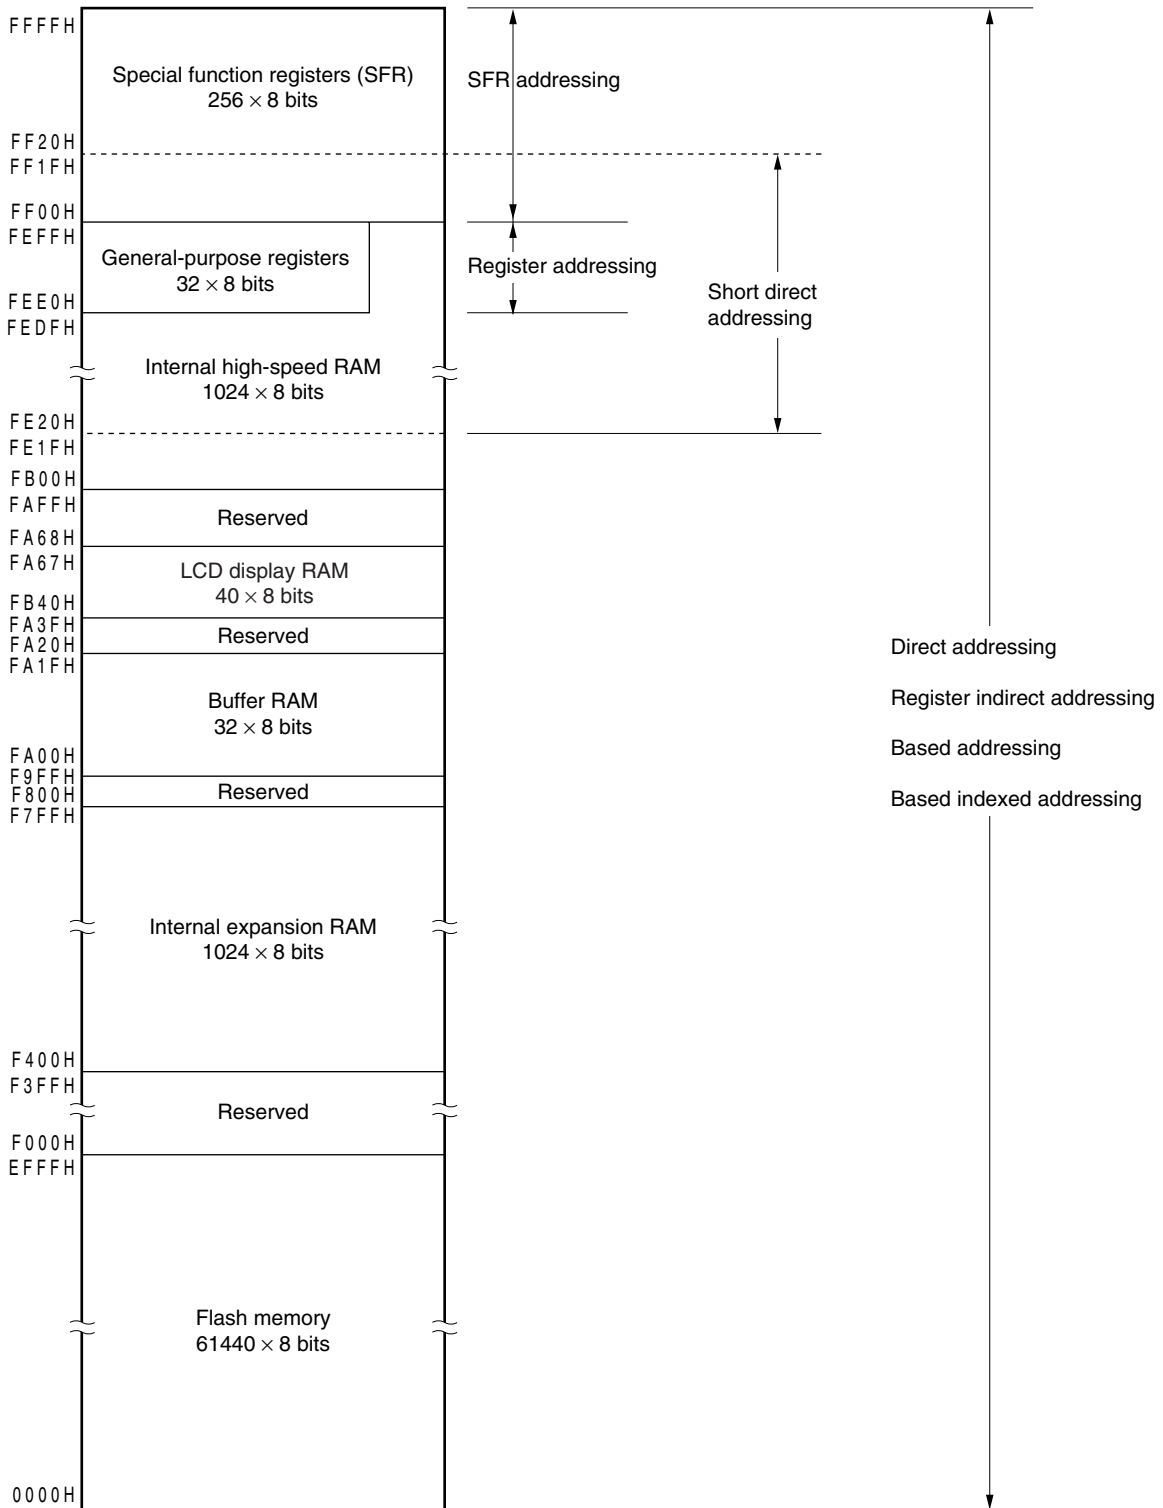 FFFFH
Special function registers (SFR)
256 × 8 bits
SFR addressing
FF20H
FF1FH
FF00H
FEFFH
General-purpose registers
32 × 8 bits
Register addressing
FEE0H
FEDFH
Short direct
addressing
Internal high-speed RAM
1024 × 8 bits
FE20H
FE1FH
FB00H
FAFFH
Reserved
FA68H
FA67H
LCD display RAM
40 × 8 bits
FB40H
FA3FH
Reserved
FA20H
FA1FH
Buffer RAM
32 × 8 bits
FA00H
F9FFH
Reserved
F800H
F7FFH
Direct addressing
Register indirect addressing
Based addressing
Based indexed addressing
Internal expansion RAM
1024 × 8 bits
F400H
F3FFH
Reserved
F000H
EFFFH
Flash memory
61440 × 8 bits
0000H